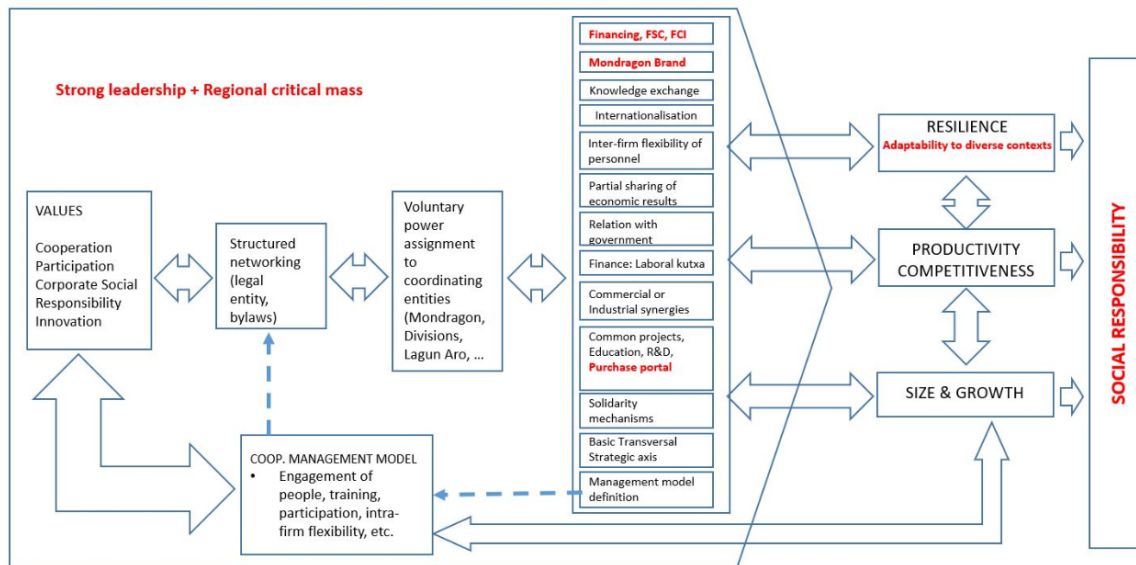 Strong leadership + Regional critical mass
VALUES
Cooperation
Participation
Corporate Social
Responsibility
Innovation
Structured
networking
(legal
entity,
bylaws)
Voluntary
power
assignment
to
coordinating
entities
(Mondragon,
Divisions,
Lagun Aro, ...
COOP. MANAGEMENT MODEL
• Engagement of
people, training,
participation, intra-
firm flexibility, etc.
Financing, FSC, FCI
Mondragon Brand
Knowledge exchange
Internationalisation
Inter-firm flexibility of
personnel
Partial sharing of
economic results
Relation with
government
Finance: Laboral kutxa
Commercial or
Industrial synergies
Common projects,
Education, R&D,
Purchase portal
Solidarity
mechanisms
Basic Transversal
Strategic axis
Management model
definition
RESILIENCE
Adaptability to diverse contexts
PRODUCTIVITY
COMPETITIVENESS
SIZE & GROWTH
SOCIAL RESPONSIBILITY